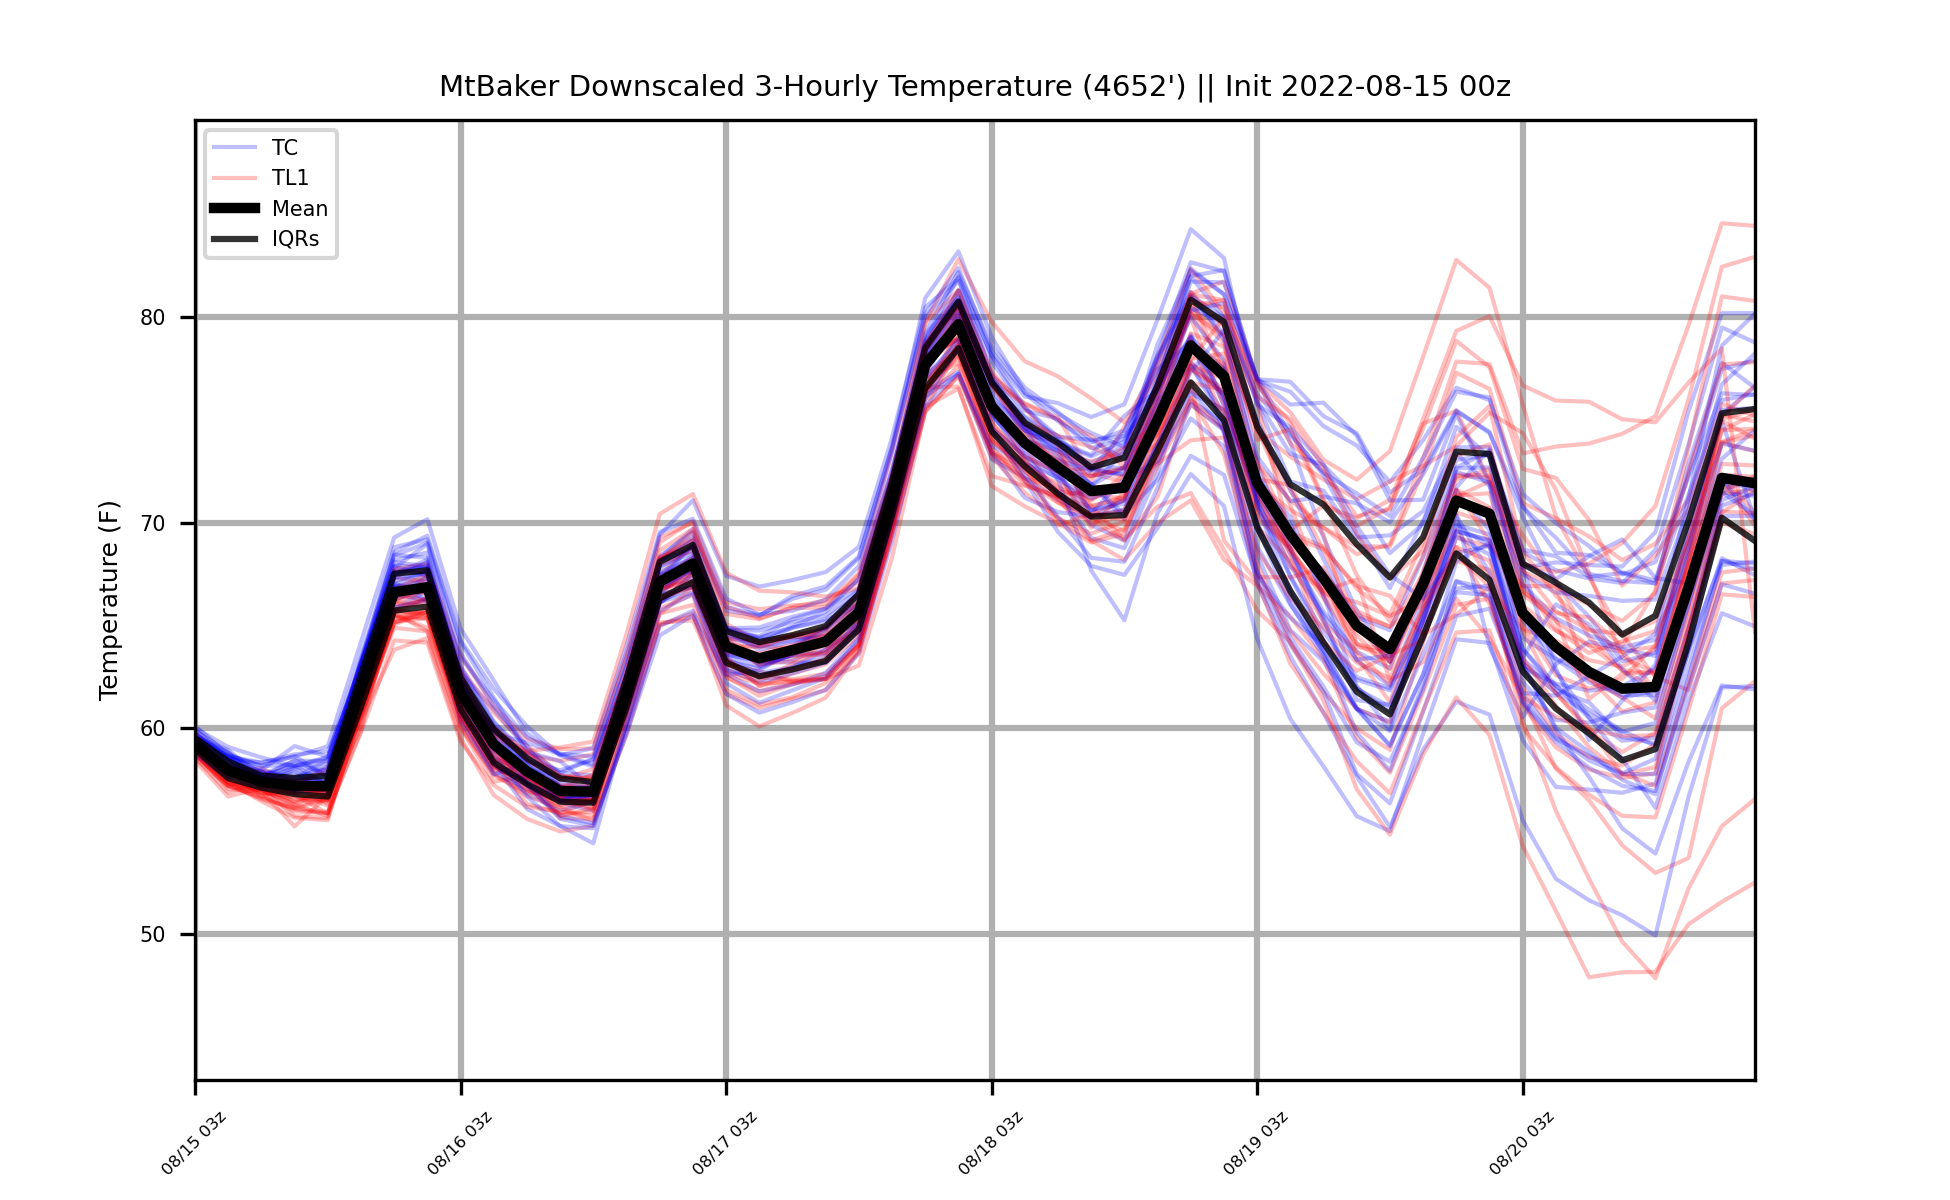 MtBaker Downscaled 3-Hourly Temperature (4652') || Init 2022-08-15 00z
TC
TL1
Mean
IQRs
Temperature (F)
80
70
60
50
08/15 03z
08/16 03z
08/17 03z
08/18 03z
08/19 03z
08/20 03z